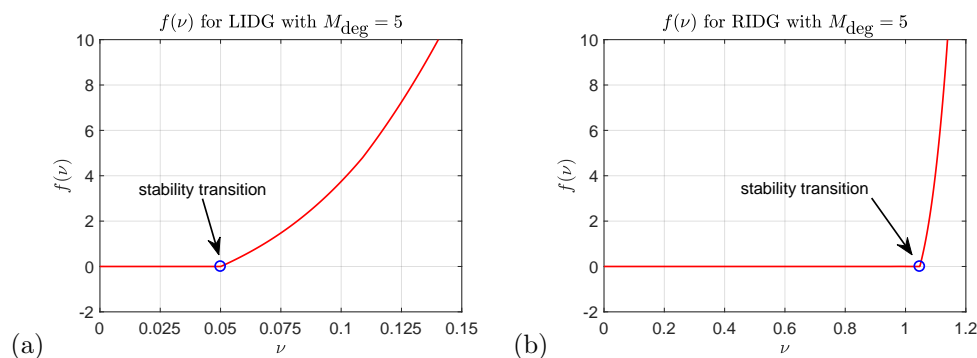 f(ν) for LIDG with M_deg = 5
10
8
6
4
2
0
-2
f(ν)
stability transition
0 0.025 0.05 0.075 0.1 0.125 0.15
ν
(a)
f(ν) for RIDG with M_deg = 5
10
8
6
4
2
0
-2
f(ν)
stability transition
0 0.2 0.4 0.6 0.8 1 1.2
ν
(b)